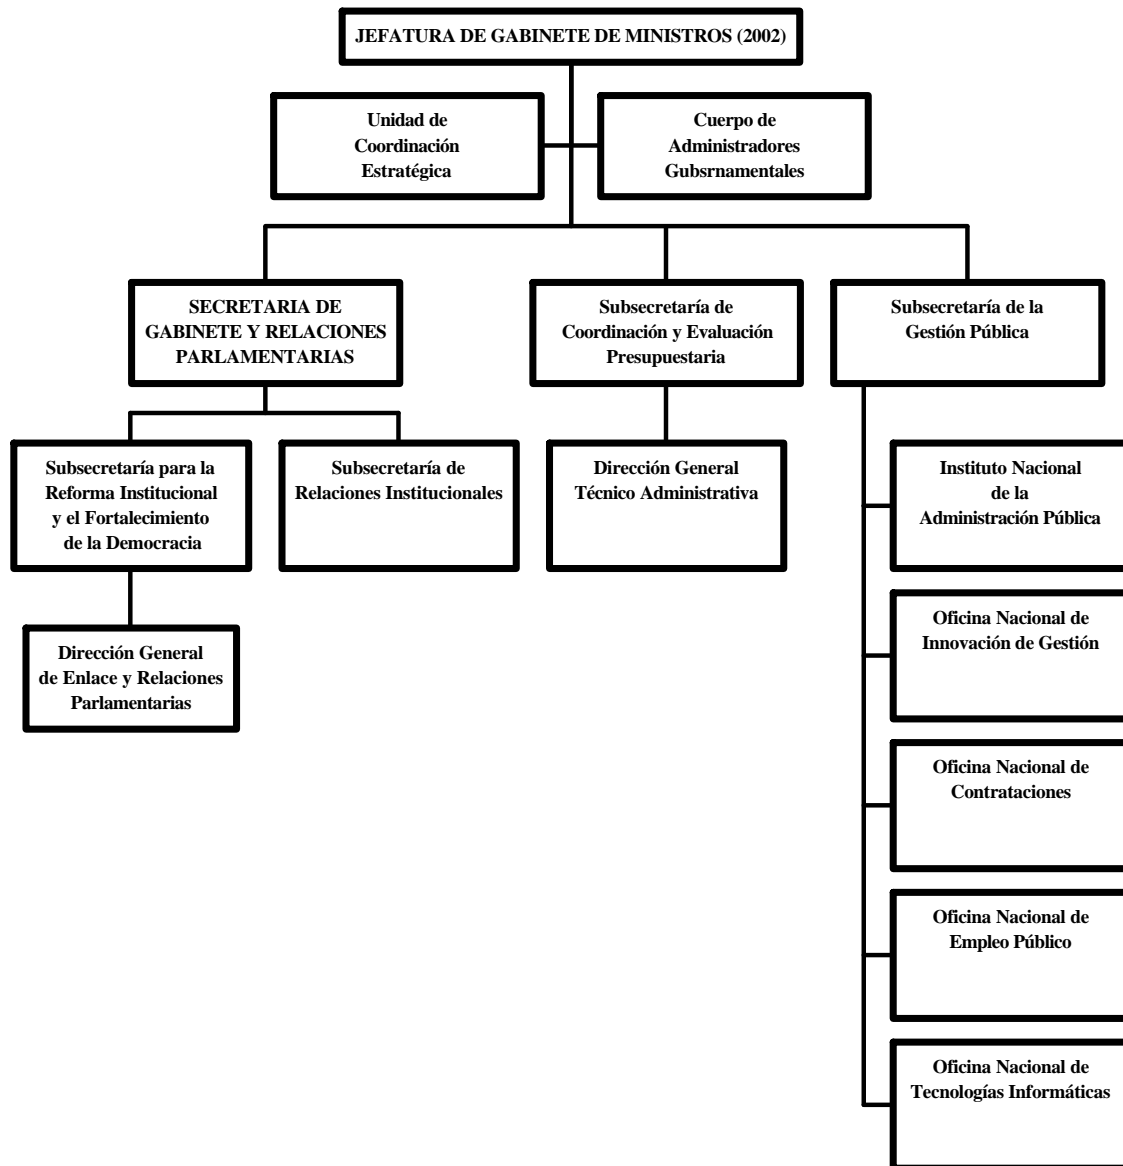 JEFATURA DE GABINETE DE MINISTROS (2002)
Unidad de
Coordinación
Estratégica
Cuerpo de
Administradores
Gubsrnamentales
SECRETARIA DE
GABINETE Y RELACIONES
PARLAMENTARIAS
Subsecretaría de
Coordinación y Evaluación
Presupuestaria
Subsecretaría de la
Gestión Pública
Subsecretaría para la
Reforma Institucional
y el Fortalecimiento
de la Democracia
Subsecretaría de
Relaciones Institucionales
Dirección General
Técnico Administrativa
Instituto Nacional
de la
Administración Pública
Oficina Nacional de
Innovación de Gestión
Dirección General
de Enlace y Relaciones
Parlamentarias
Oficina Nacional de
Contrataciones
Oficina Nacional de
Empleo Público
Oficina Nacional de
Tecnologías Informáticas